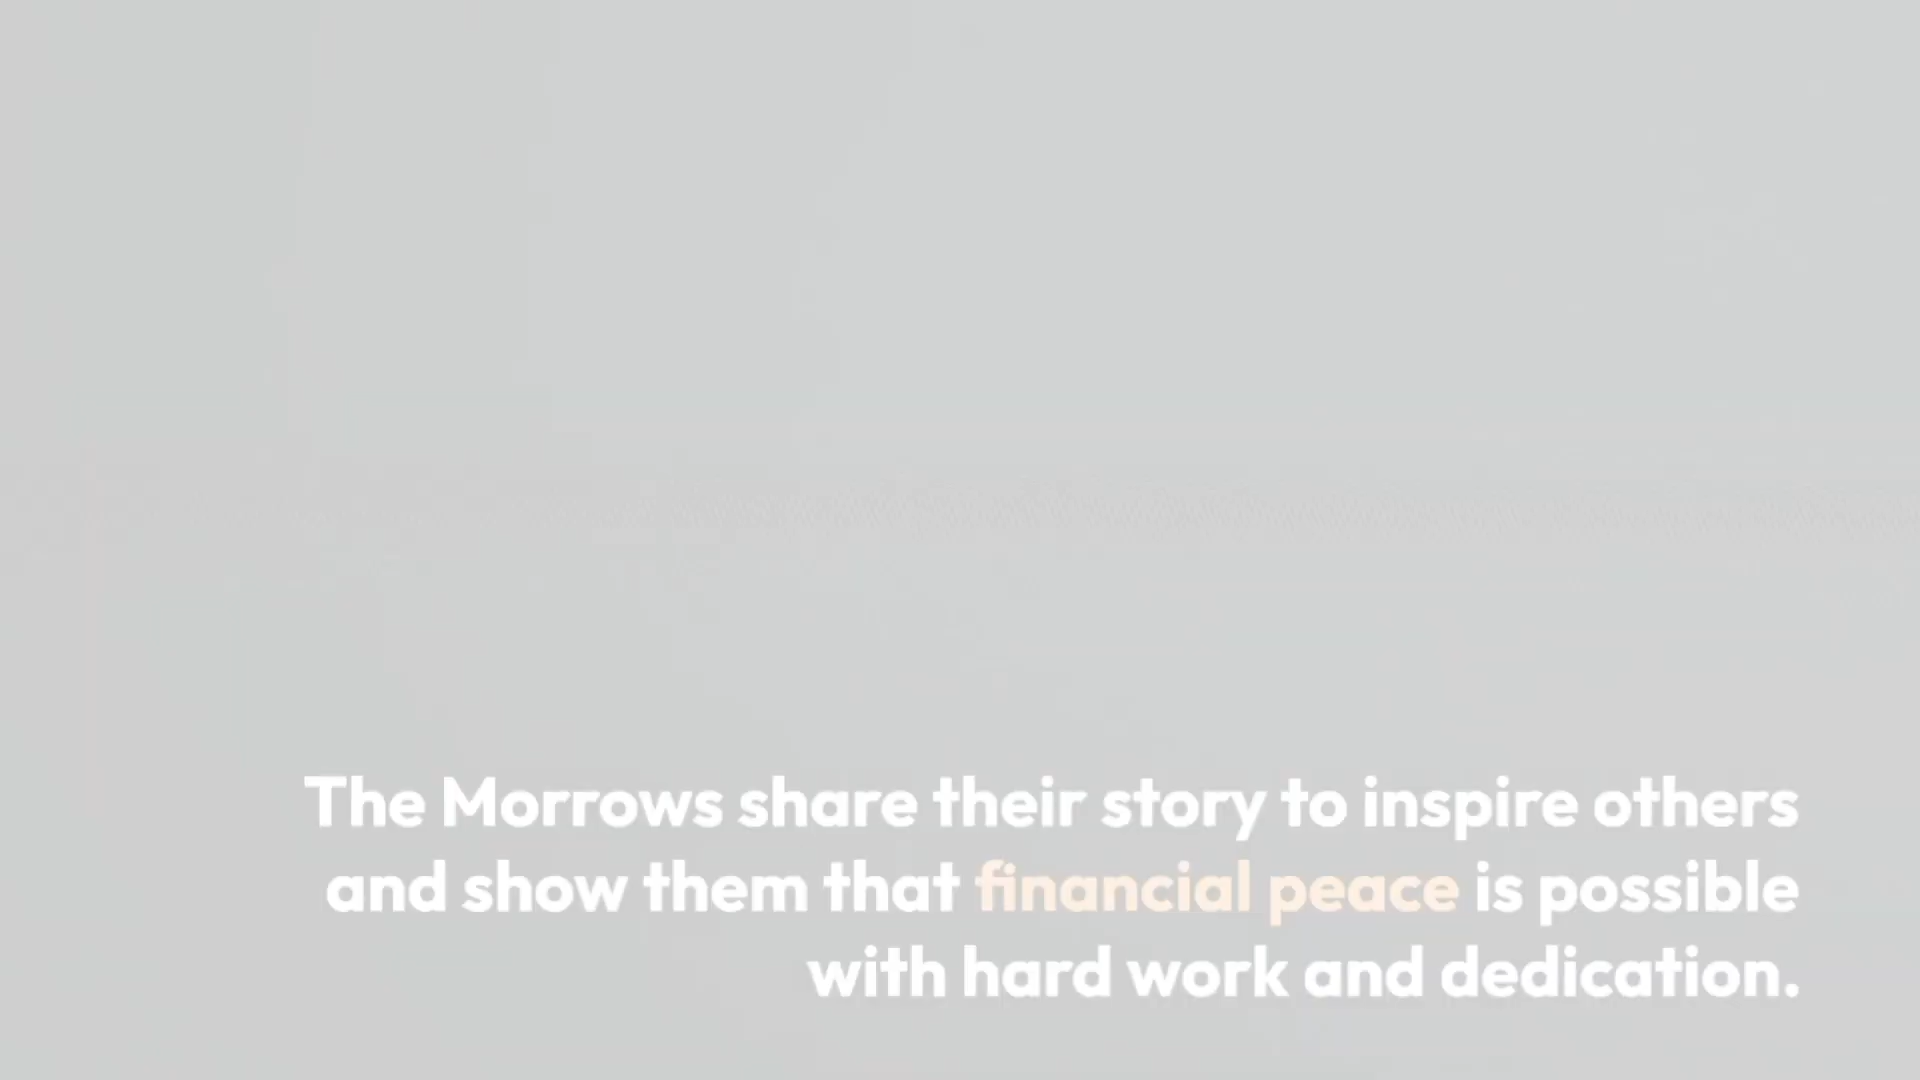 The Morrows share their story to inspire others
and show them that financial peace is possible
with hard work and dedication.